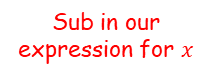 Sub in our
expression for x